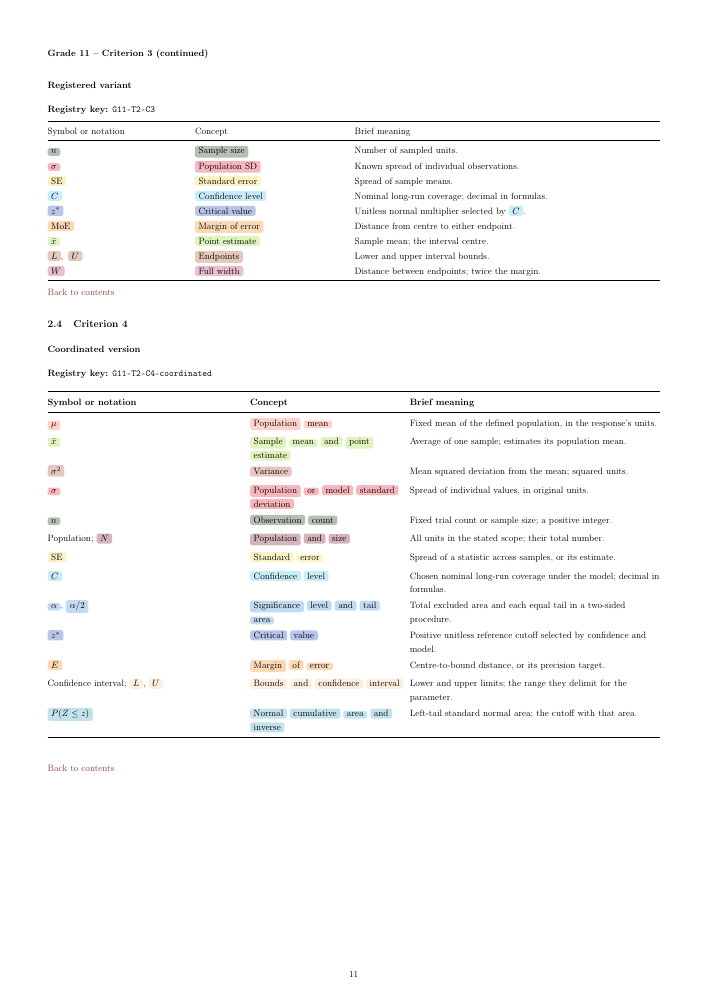 Grade 11 – Criterion 3 (continued)
Registered variant
Registry key: G11-T2-C3
Symbol or notation Concept Brief meaning
n Sample size Number of sampled units.
σ Population SD Known spread of individual observations.
SE Standard error Spread of sample means.
C Confidence level Nominal long-run coverage; decimal in formulas.
z* Critical value Unitless normal multiplier selected by C.
MoE Margin of error Distance from centre to either endpoint.
x̄ Point estimate Sample mean; the interval centre.
L, U Endpoints Lower and upper interval bounds.
W Full width Distance between endpoints; twice the margin.
Back to contents
2.4 Criterion 4
Coordinated version
Registry key: G11-T2-C4-coordinated
Symbol or notation Concept Brief meaning
μ Population mean Fixed mean of the defined population, in the response's units.
x̄ Sample mean and point Average of one sample; estimates its population mean.
estimate
σ² Variance Mean squared deviation from the mean; squared units.
σ Population or model standard Spread of individual values, in original units.
deviation
n Observation count Fixed trial count or sample size; a positive integer.
Population; N Population and size All units in the stated scope; their total number.
SE Standard error Spread of a statistic across samples, or its estimate.
C Confidence level Chosen nominal long-run coverage under the model; decimal in
formulas.
α, α/2 Significance level and tail Total excluded area and each equal tail in a two-sided
area procedure.
z* Critical value Positive unitless reference cutoff selected by confidence and
model.
E Margin of error Centre-to-bound distance, or its precision target.
Confidence interval; L, U Bounds and confidence interval Lower and upper limits; the range they delimit for the
parameter.
P(Z ≤ z) Normal cumulative area and Left-tail standard normal area; the cutoff with that area.
inverse
Back to contents
11